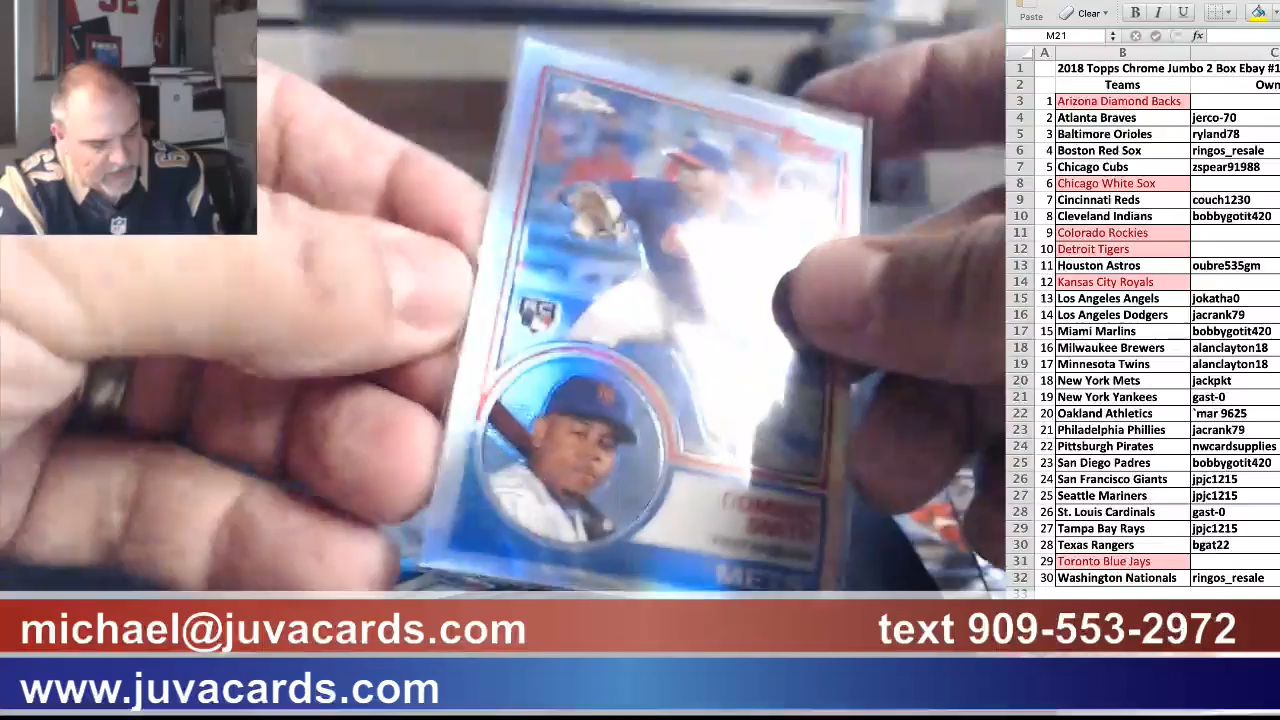 Paste
Clear
B I U
M21
fx
A B C
1 2018 Topps Chrome Jumbo 2 Box Ebay #1
2 Teams Own
3 1 Arizona Diamond Backs
4 2 Atlanta Braves jerco-70
5 3 Baltimore Orioles ryland78
6 4 Boston Red Sox ringos_resale
7 5 Chicago Cubs zspear91988
8 6 Chicago White Sox
9 7 Cincinnati Reds couch1230
10 8 Cleveland Indians bobbygotit420
11 9 Colorado Rockies
12 10 Detroit Tigers
13 11 Houston Astros oubre535gm
14 12 Kansas City Royals
15 13 Los Angeles Angels jokatha0
16 14 Los Angeles Dodgers jacrank79
17 15 Miami Marlins bobbygotit420
18 16 Milwaukee Brewers alanclayton18
19 17 Minnesota Twins alanclayton18
20 18 New York Mets jackpkt
21 19 New York Yankees gast-0
22 20 Oakland Athletics `mar 9625
23 21 Philadelphia Phillies jacrank79
24 22 Pittsburgh Pirates nwcardsupplies
25 23 San Diego Padres bobbygotit420
26 24 San Francisco Giants jpjc1215
27 25 Seattle Mariners jpjc1215
28 26 St. Louis Cardinals gast-0
29 27 Tampa Bay Rays jpjc1215
30 28 Texas Rangers bgat22
31 29 Toronto Blue Jays
32 30 Washington Nationals ringos_resale
METS
michael@juvacards.com
text 909-553-2972
www.juvacards.com